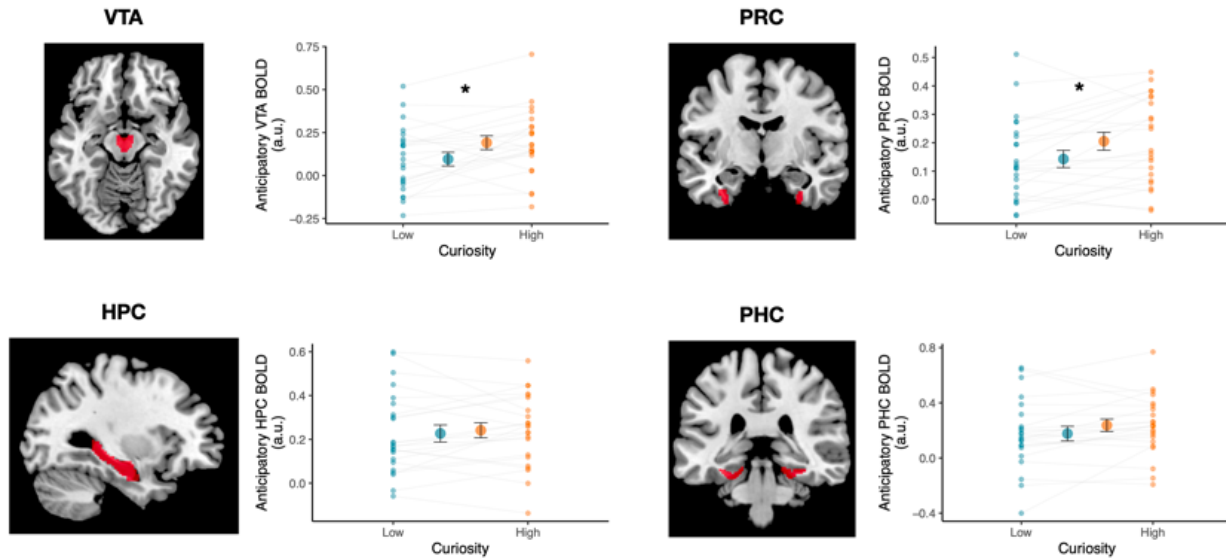 VTA
Anticipatory VTA BOLD
(a.u.)
0.75
0.50
0.25
0.00
−0.25
*
Low
High
Curiosity
PRC
Anticipatory PRC BOLD
(a.u.)
0.5
0.4
0.3
0.2
0.1
0.0
*
Low
High
Curiosity
HPC
Anticipatory HPC BOLD
(a.u.)
0.6
0.4
0.2
0.0
Low
High
Curiosity
PHC
Anticipatory PHC BOLD
(a.u.)
0.8
0.4
0.0
−0.4
Low
High
Curiosity